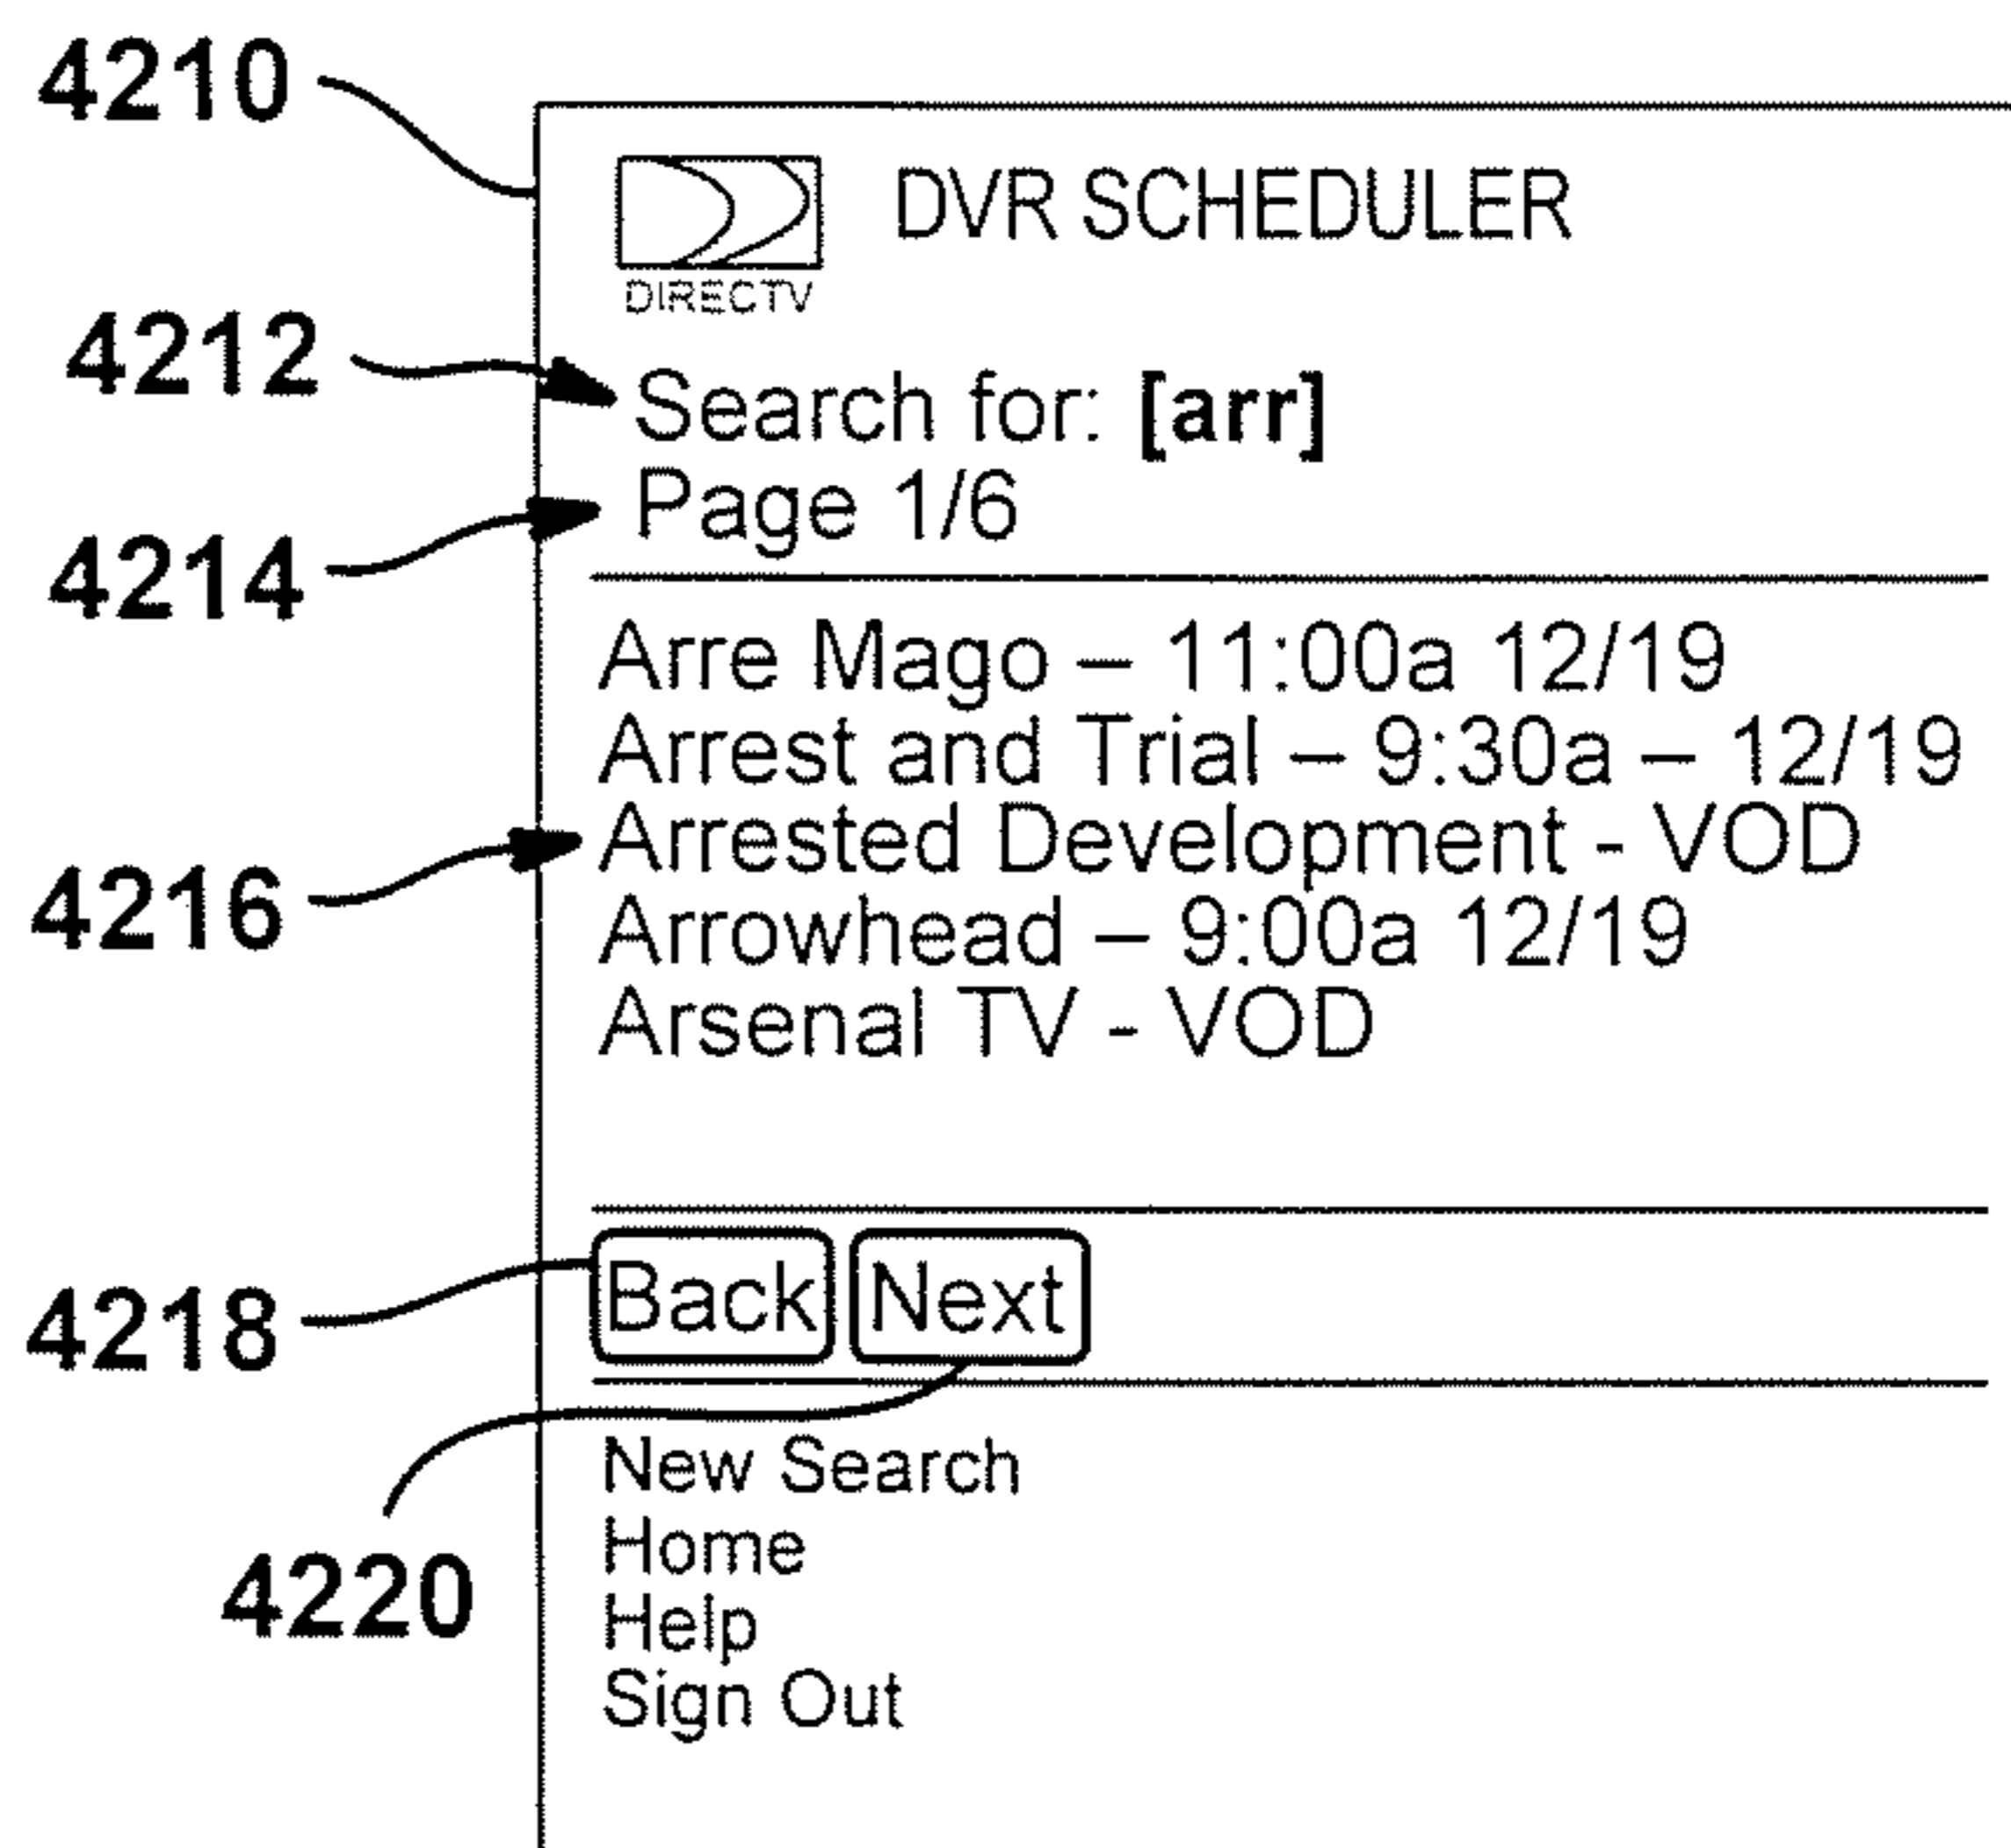 4210
DVR SCHEDULER
DIRECTV
4212
Search for: [arr]
Page 1/6
4214
Arre Mago – 11:00a 12/19
Arrest and Trial – 9:30a – 12/19
Arrested Development - VOD
4216
Arrowhead – 9:00a 12/19
Arsenal TV - VOD
Back Next
4218
New Search
Home
Help
4220
Sign Out